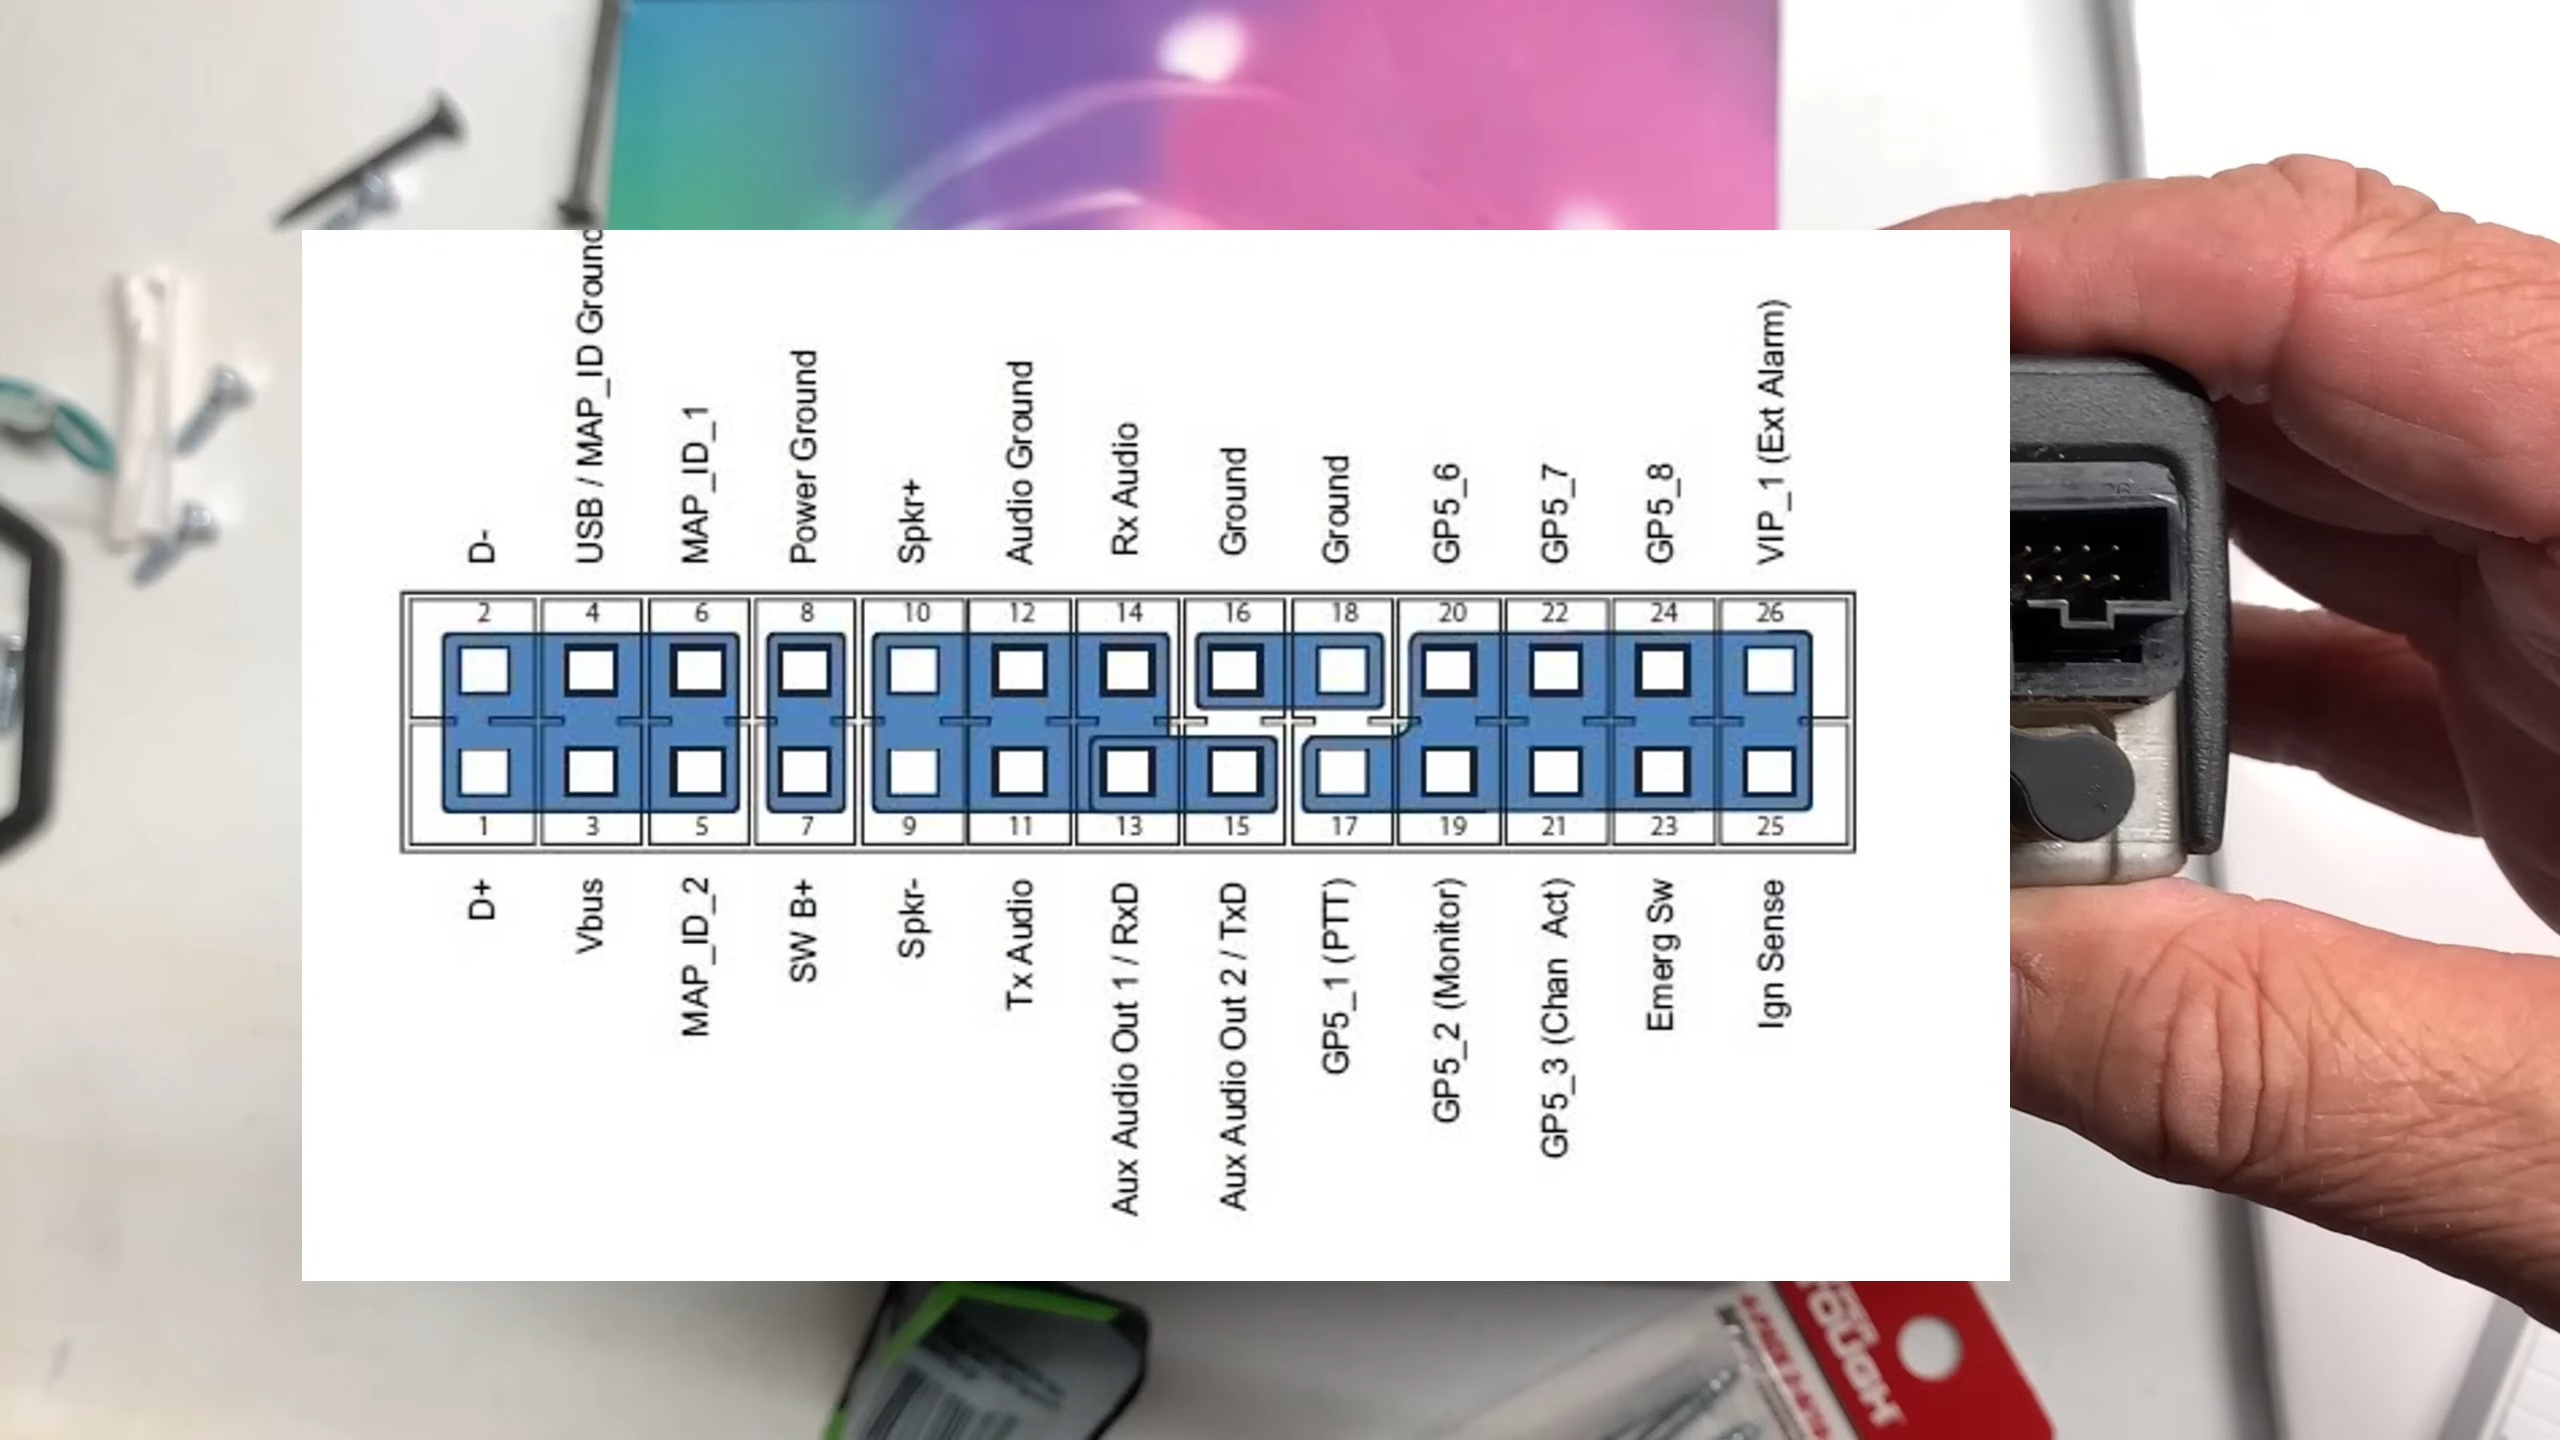 D-
USB / MAP_ID Ground
MAP_ID_1
Power Ground
Spkr+
Audio Ground
Rx Audio
Ground
Ground
GP5_6
GP5_7
GP5_8
VIP_1 (Ext Alarm)
2 4 6 8 10 12 14 16 18 20 22 24 26
1 3 5 7 9 11 13 15 17 19 21 23 25
D+
Vbus
MAP_ID_2
SW B+
Spkr-
Tx Audio
Aux Audio Out 1 / RxD
Aux Audio Out 2 / TxD
GP5_1 (PTT)
GP5_2 (Monitor)
GP5_3 (Chan Act)
Emerg Sw
Ign Sense
TOUGH